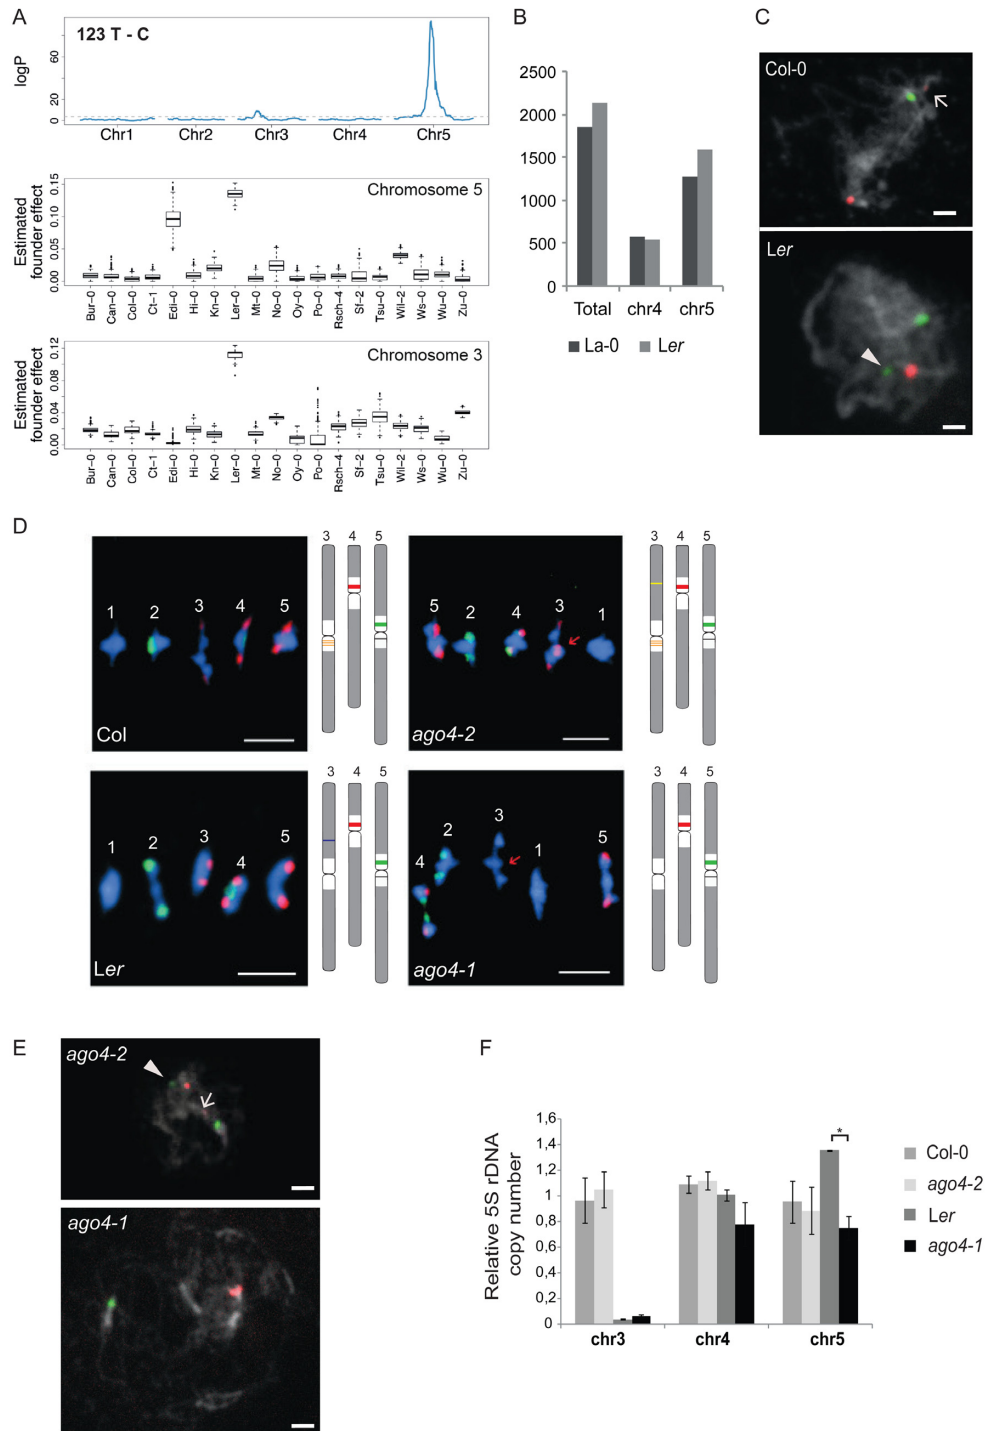 A
123 T - C
logP
60
20
0
Chr1 Chr2 Chr3 Chr4 Chr5
Chromosome 5
Estimated
founder effect
0.15
0.10
0.05
0.00
Bur-0 Can-0 Col-0 Ct-1 Edi-0 Hi-0 Kn-0 Ler-0 Mt-0 No-0 Oy-0 Po-0 Rsch-4 Sf-2 Tsu-0 Wil-2 Ws-0 Wu-0 Zu-0
Chromosome 3
Estimated
founder effect
0.12
0.08
0.04
0.00
Bur-0 Can-0 Col-0 Ct-1 Edi-0 Hi-0 Kn-0 Ler-0 Mt-0 No-0 Oy-0 Po-0 Rsch-4 Sf-2 Tsu-0 Wil-2 Ws-0 Wu-0 Zu-0
B
2500
2000
1500
1000
500
0
Total chr4 chr5
La-0 Ler
C
Col-0
Ler
D
1 2 3 4 5
Col
3 4 5
5 2 4 3 1
ago4-2
3 4 5
1 2 3 4 5
Ler
3 4 5
4 2 3 1 5
ago4-1
3 4 5
E
ago4-2
ago4-1
F
Relative 5S rDNA
copy number
1,6
1,4
1,2
1
0,8
0,6
0,4
0,2
0
*
chr3 chr4 chr5
Col-0
ago4-2
Ler
ago4-1